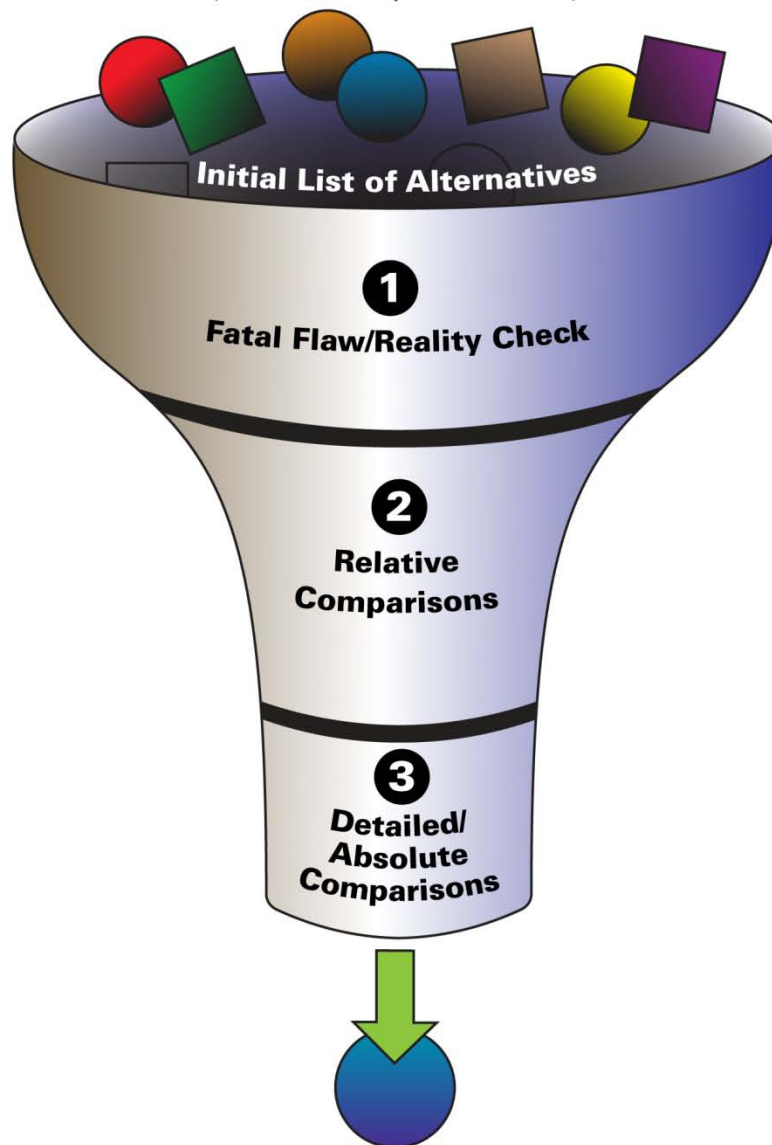 Initial List of Alternatives
1
Fatal Flaw/Reality Check
2
Relative
Comparisons
3
Detailed/
Absolute
Comparisons